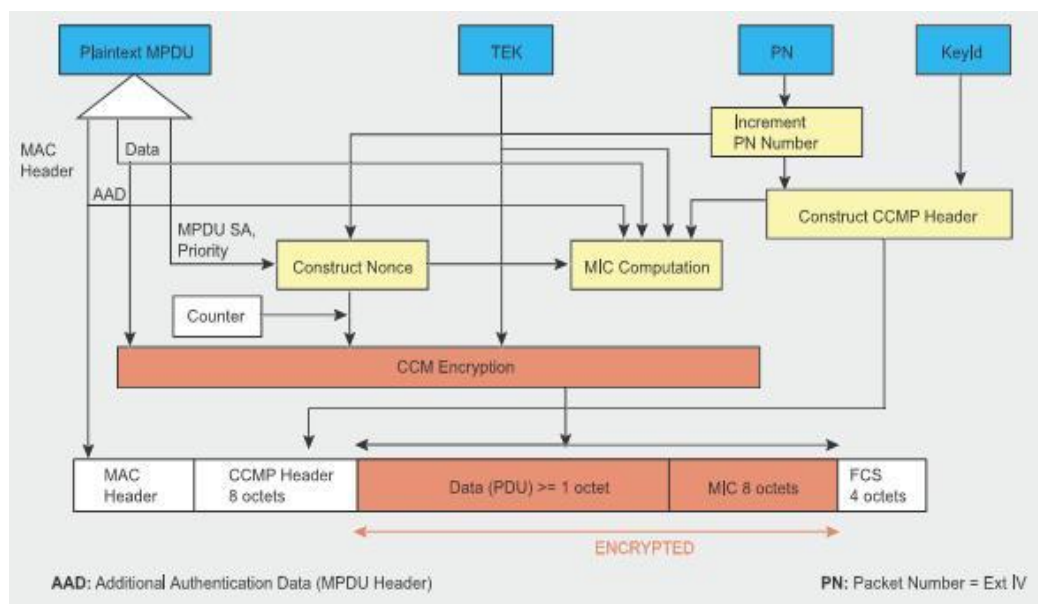 Plaintext MPDU
TEK
PN
KeyId
Increment
PN Number
MAC
Header
Data
AAD
Construct CCMP Header
MPDU SA,
Priority
Construct Nonce
MIC Computation
Counter
CCM Encryption
MAC
Header
CCMP Header
8 octets
Data (PDU) >= 1 octet
MIC 8 octets
FCS
4 octets
ENCRYPTED
AAD: Additional Authentication Data (MPDU Header)
PN: Packet Number = Ext IV